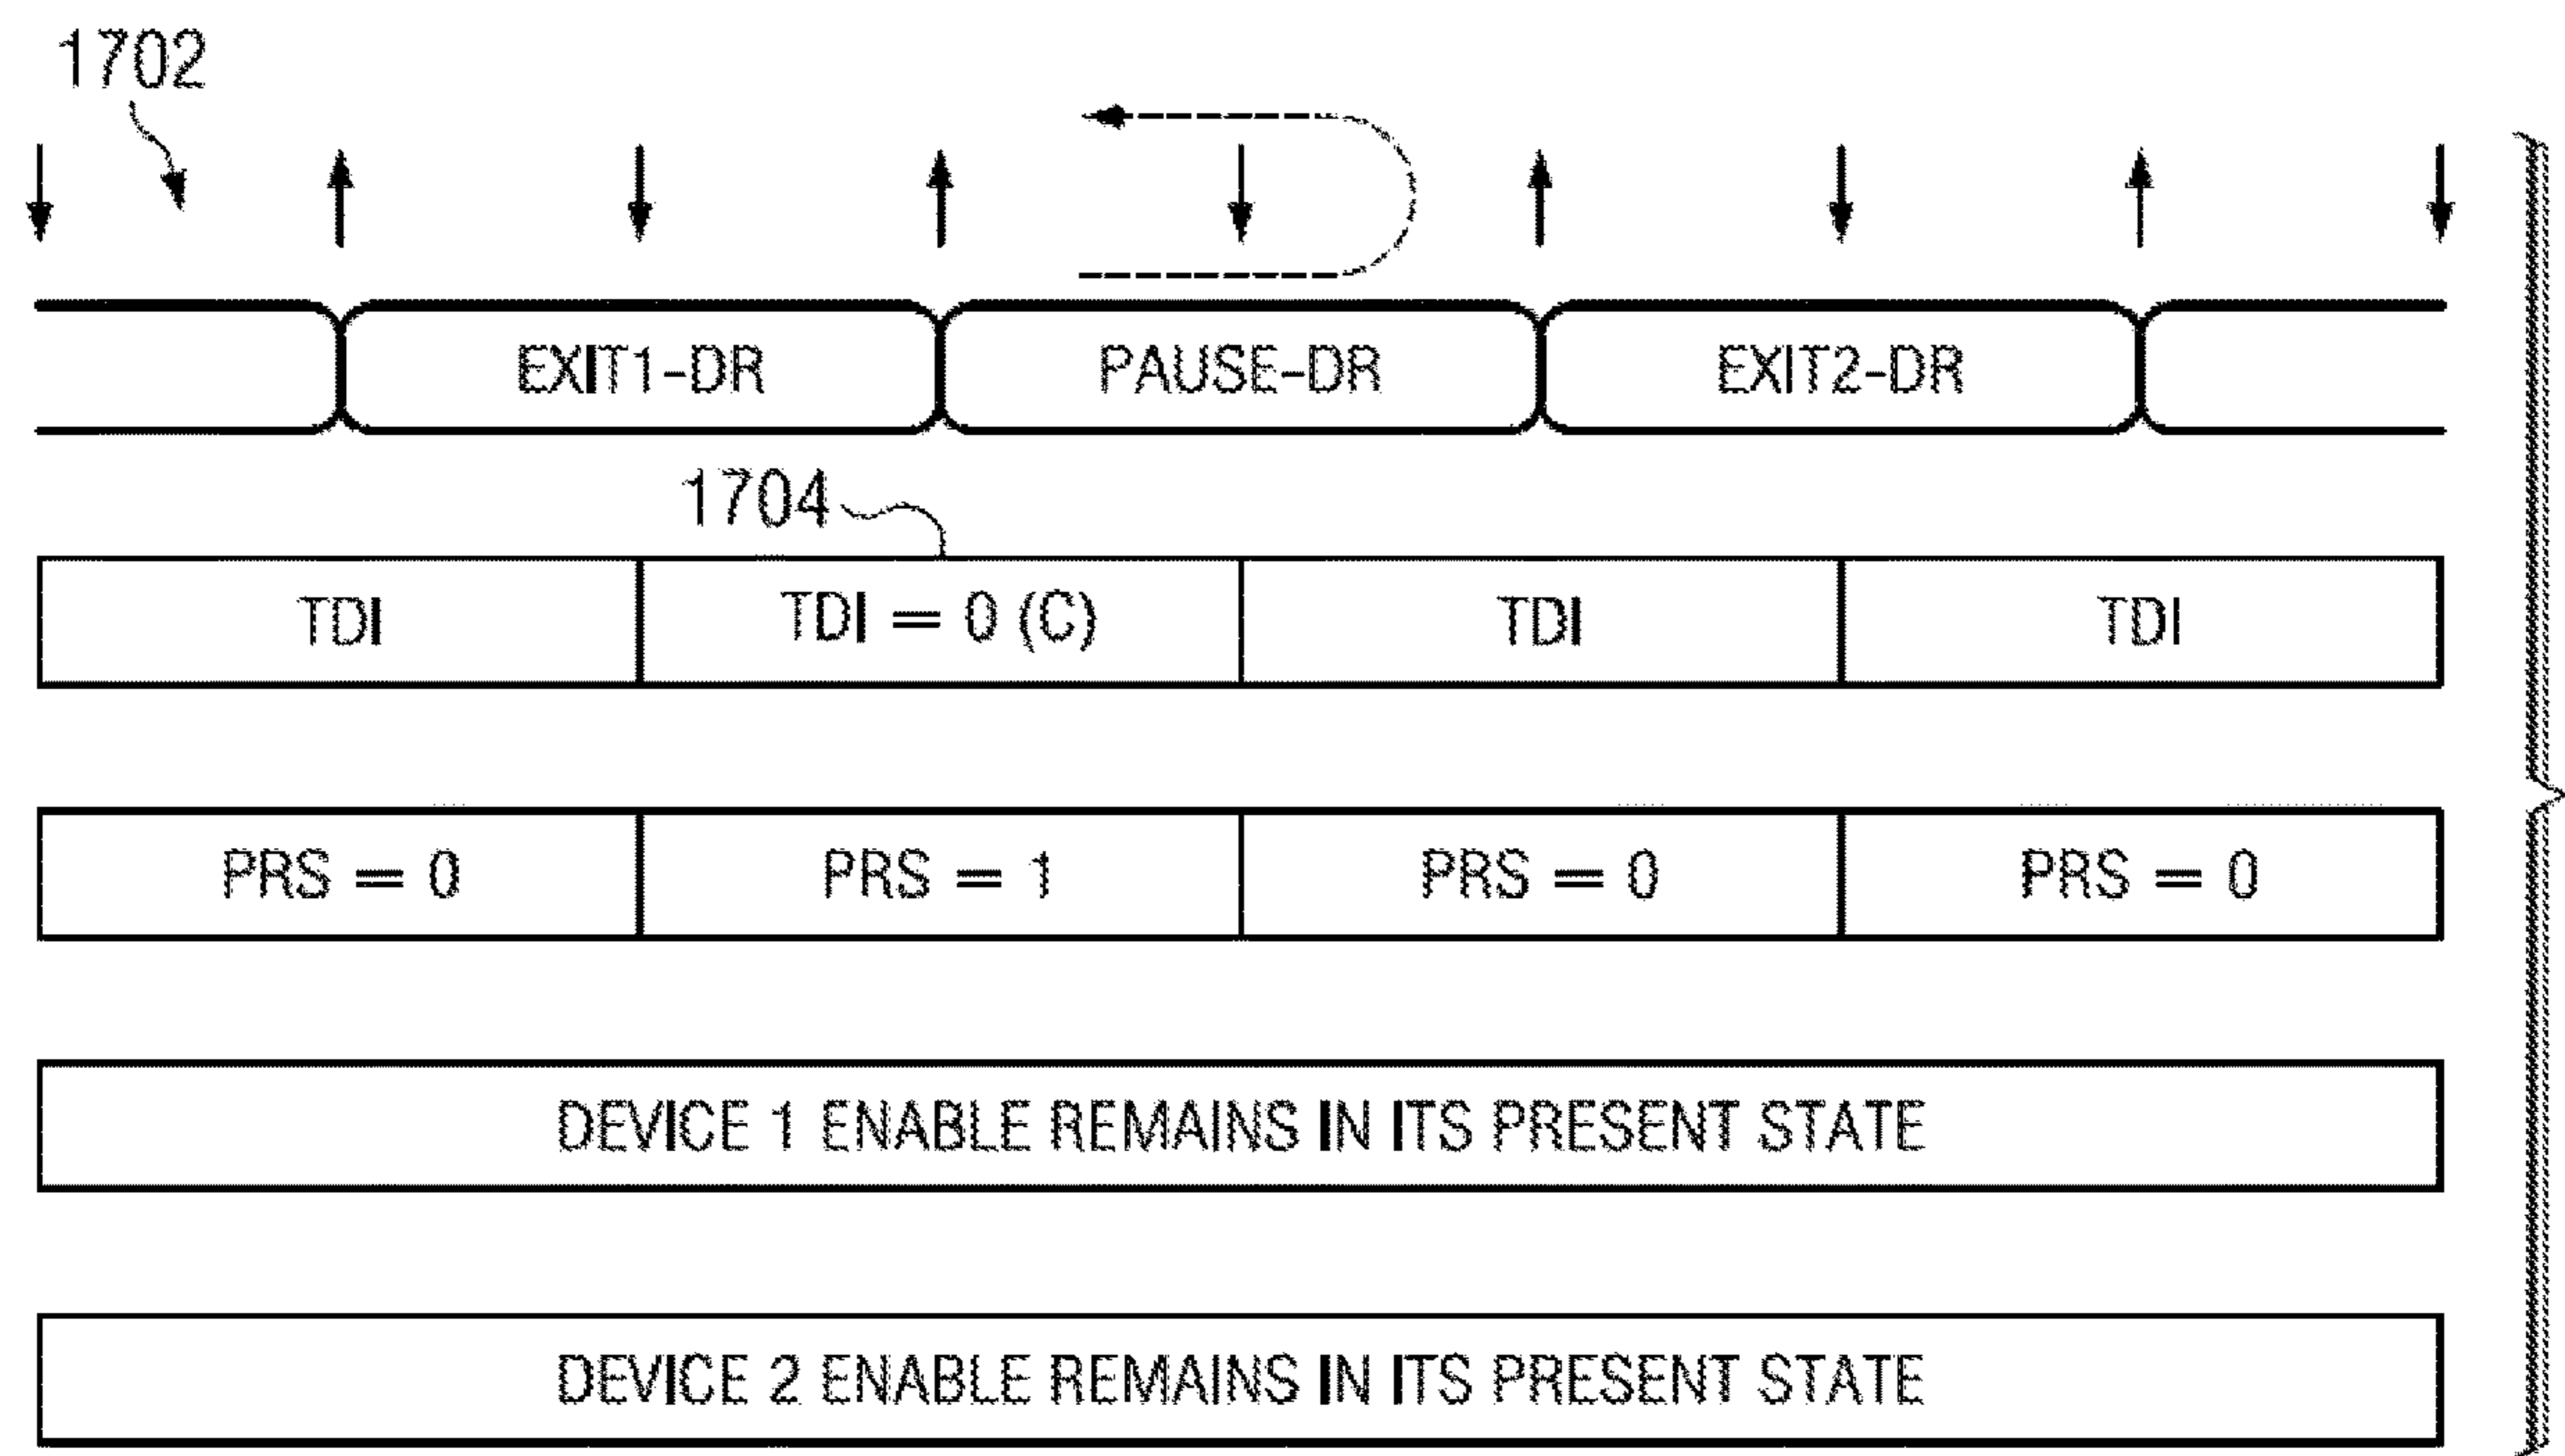 1702
EXIT1-DR PAUSE-DR EXIT2-DR
1704
TDI TDI = 0 (C) TDI TDI
PRS = 0 PRS = 1 PRS = 0 PRS = 0
DEVICE 1 ENABLE REMAINS IN ITS PRESENT STATE
DEVICE 2 ENABLE REMAINS IN ITS PRESENT STATE